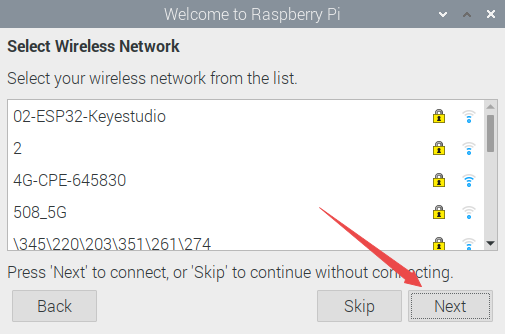 Welcome to Raspberry Pi
Select Wireless Network
Select your wireless network from the list.
02-ESP32-Keyestudio
2
4G-CPE-645830
508_5G
\345\220\203\351\261\274
Press 'Next' to connect, or 'Skip' to continue without connecting.
Back
Skip
Next